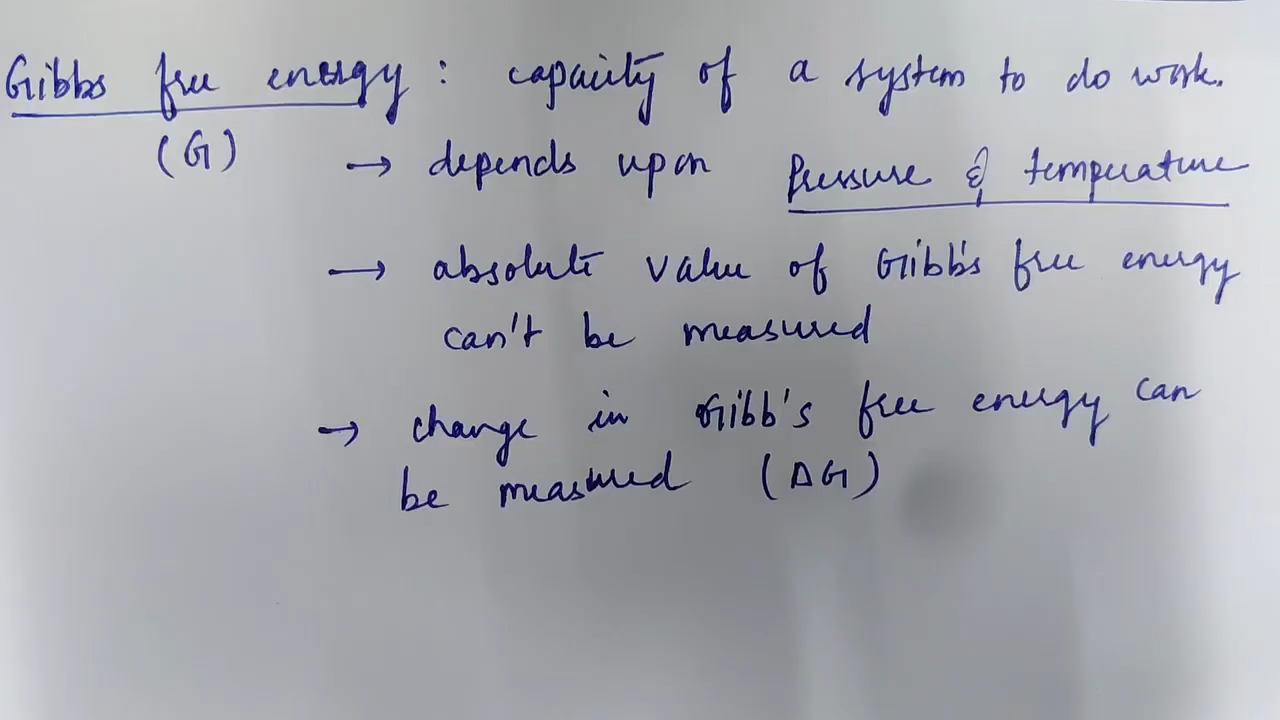 Gibbs free energy : capacity of a system to do work.
(G) → depends upon Pressure & temperature
→ absolute value of Gibb's free energy
can't be measured
→ change in Gibb's free energy can
be measured (ΔG)